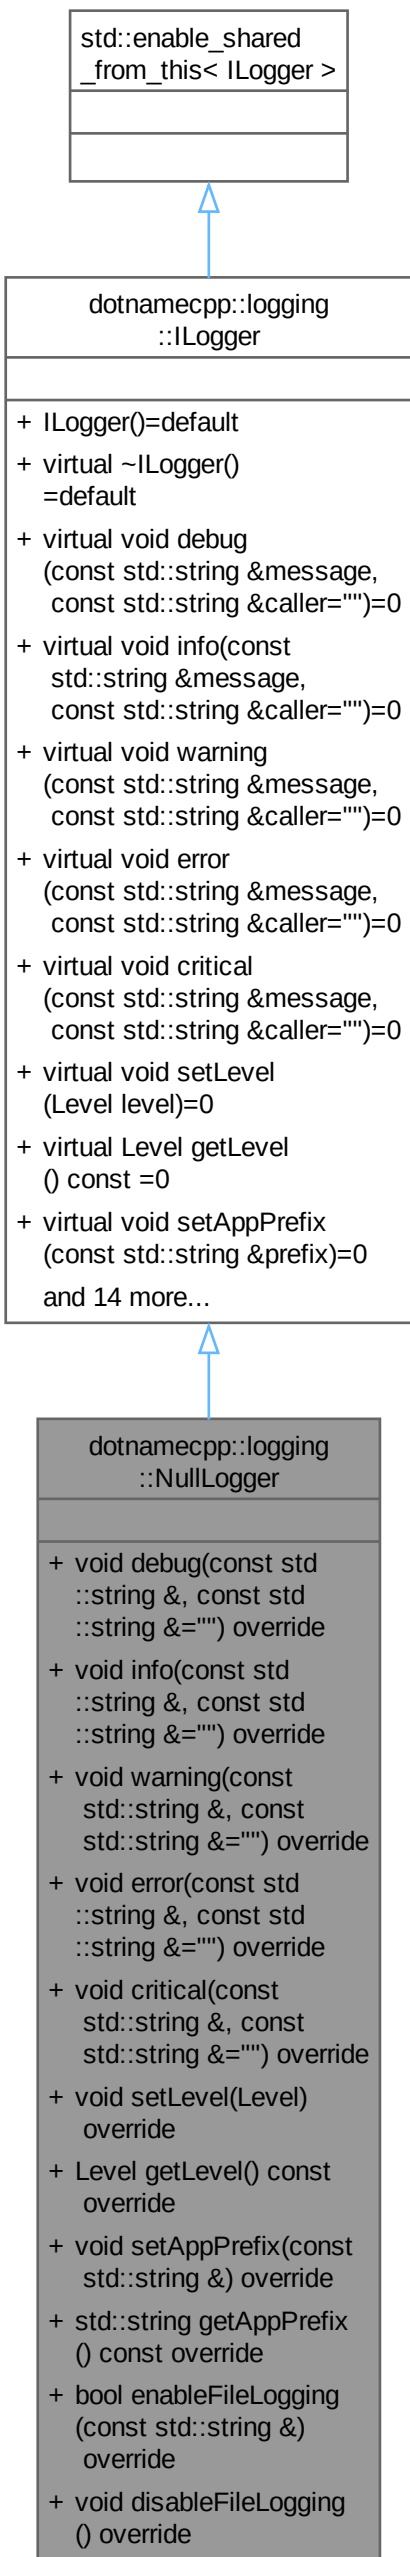 std::enable_shared
_from_this< ILogger >
dotnamecpp::logging
::ILogger
+ ILogger()=default
+ virtual ~ILogger()
=default
+ virtual void debug
(const std::string &message,
const std::string &caller="")=0
+ virtual void info(const
std::string &message,
const std::string &caller="")=0
+ virtual void warning
(const std::string &message,
const std::string &caller="")=0
+ virtual void error
(const std::string &message,
const std::string &caller="")=0
+ virtual void critical
(const std::string &message,
const std::string &caller="")=0
+ virtual void setLevel
(Level level)=0
+ virtual Level getLevel
() const =0
+ virtual void setAppPrefix
(const std::string &prefix)=0
and 14 more...
dotnamecpp::logging
::NullLogger
+ void debug(const std
::string &, const std
::string &="") override
+ void info(const std
::string &, const std
::string &="") override
+ void warning(const
std::string &, const
std::string &="") override
+ void error(const std
::string &, const std
::string &="") override
+ void critical(const
std::string &, const
std::string &="") override
+ void setLevel(Level)
override
+ Level getLevel() const
override
+ void setAppPrefix(const
std::string &) override
+ std::string getAppPrefix
() const override
+ bool enableFileLogging
(const std::string &)
override
+ void disableFileLogging
() override